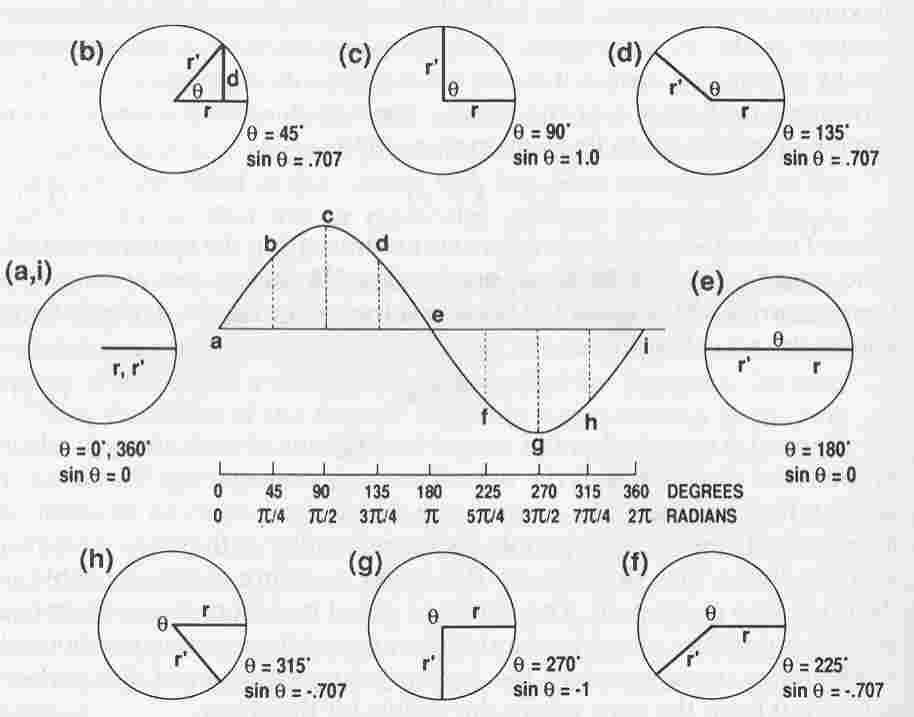 (b)
r'
θ
d
r
θ = 45°
sin θ = .707
(c)
r'
θ
r
θ = 90°
sin θ = 1.0
(d)
r'
θ
r
θ = 135°
sin θ = .707
(a,i)
r, r'
θ = 0°, 360°
sin θ = 0
a
b
c
d
e
f
g
h
i
(e)
θ
r' r
θ = 180°
sin θ = 0
0 45 90 135 180 225 270 315 360 DEGREES
0 π/4 π/2 3π/4 π 5π/4 3π/2 7π/4 2π RADIANS
(h)
θ
r
r'
θ = 315°
sin θ = -.707
(g)
θ
r
r'
θ = 270°
sin θ = -1
(f)
θ
r
r'
θ = 225°
sin θ = -.707